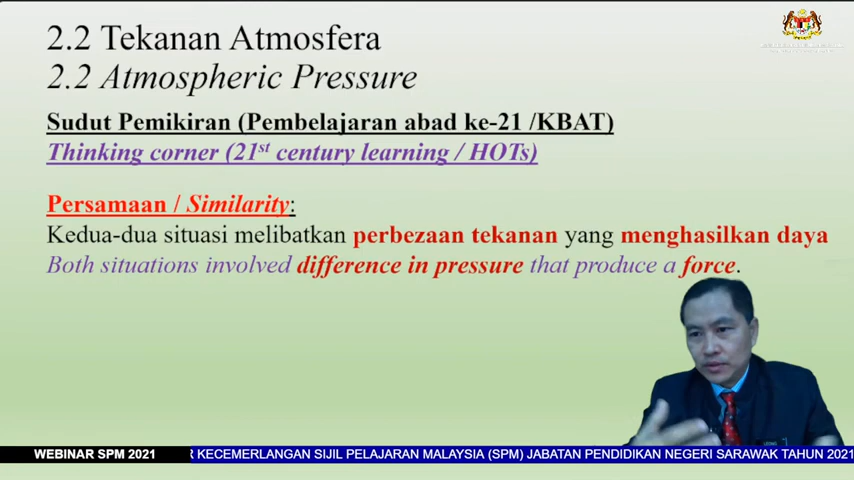 2.2 Tekanan Atmosfera
2.2 Atmospheric Pressure
Sudut Pemikiran (Pembelajaran abad ke-21 /KBAT)
Thinking corner (21st century learning / HOTs)
Persamaan / Similarity:
Kedua-dua situasi melibatkan perbezaan tekanan yang menghasilkan daya
Both situations involved difference in pressure that produce a force.
WEBINAR SPM 2021
R KECEMERLANGAN SIJIL PELAJARAN MALAYSIA (SPM) JABATAN PENDIDIKAN NEGERI SARAWAK TAHUN 2021